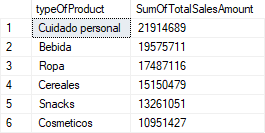 typeOfProduct SumOfTotalSalesAmount
1 Cuidado personal 21914689
2 Bebida 19575711
3 Ropa 17487116
4 Cereales 15150479
5 Snacks 13261051
6 Cosmeticos 10951427